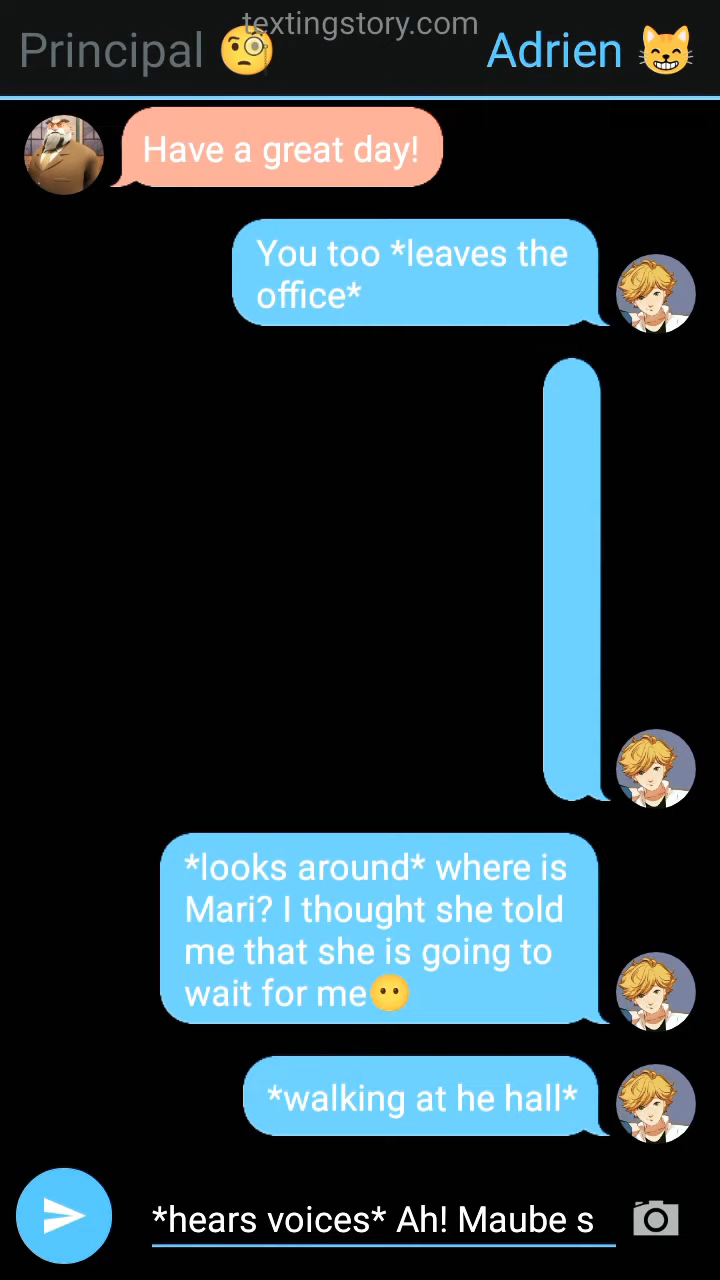 textingstory.com
Principal 🧐
Adrien 😸
Have a great day!
You too *leaves the
office*
*looks around* where is
Mari? I thought she told
me that she is going to
wait for me😶
*walking at he hall*
*hears voices* Ah! Maube s